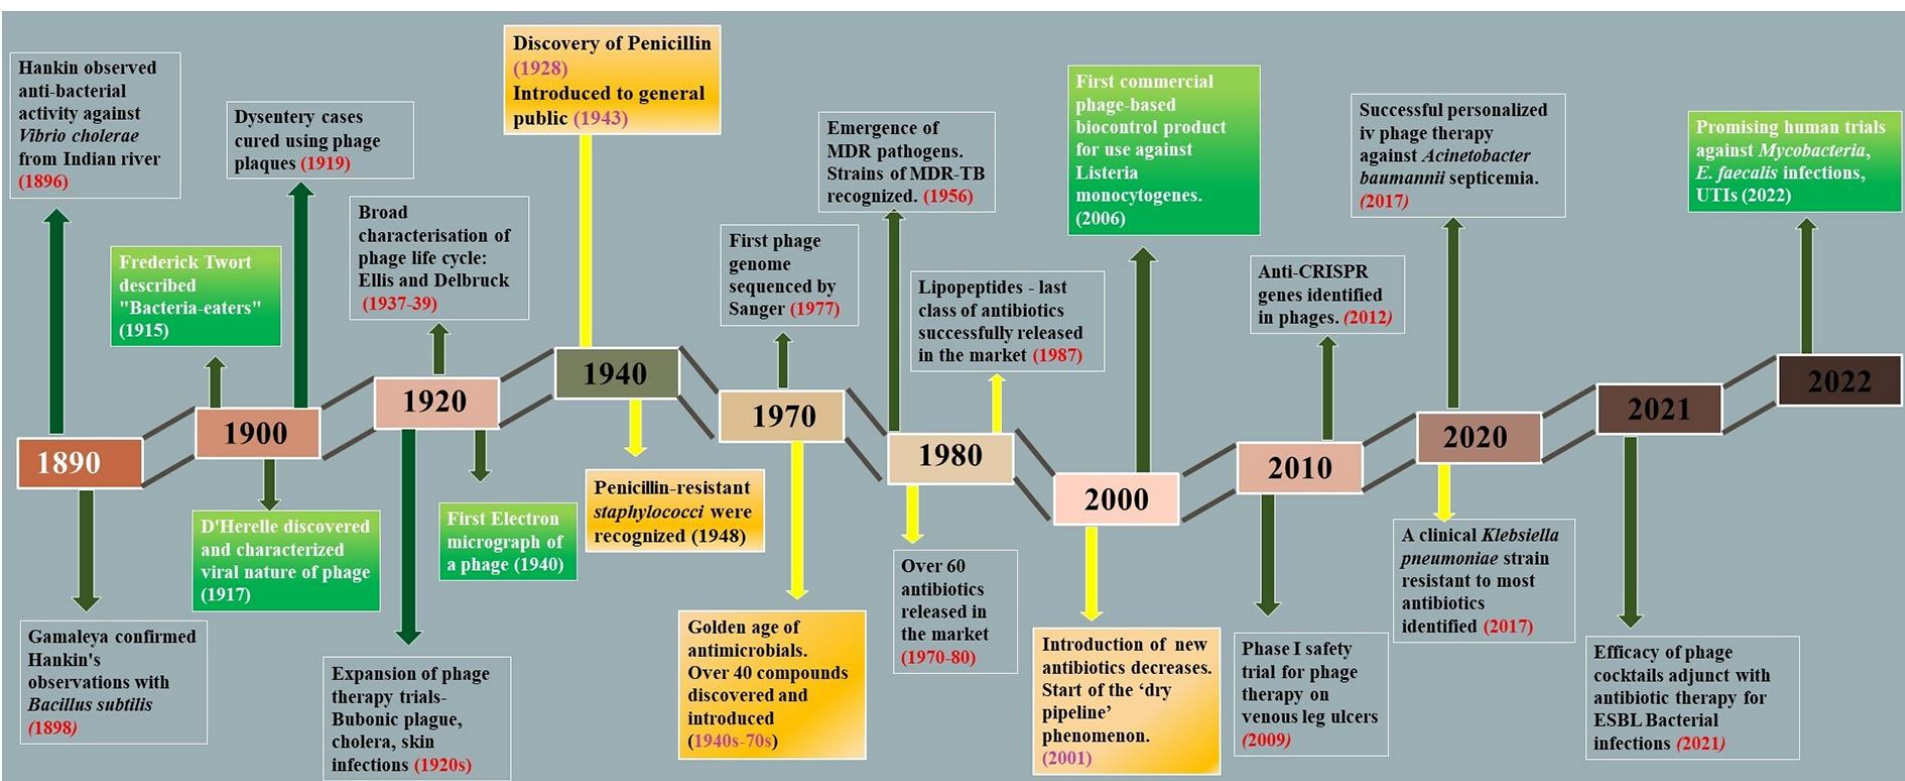 Hankin observed
anti-bacterial
activity against
Vibrio cholerae
from Indian river
(1896)
1890
Gamaleya confirmed
Hankin's
observations with
Bacillus subtilis
(1898)
Frederick Twort
described
"Bacteria-eaters"
(1915)
Dysentery cases
cured using phage
plaques (1919)
1900
D'Herelle discovered
and characterized
viral nature of phage
(1917)
Broad
characterisation of
phage life cycle:
Ellis and Delbruck
(1937-39)
1920
Expansion of phage
therapy trials-
Bubonic plague,
cholera, skin
infections (1920s)
First Electron
micrograph of
a phage (1940)
Discovery of Penicillin
(1928)
Introduced to general
public (1943)
1940
Penicillin-resistant
staphylococci were
recognized (1948)
First phage
genome
sequenced by
Sanger (1977)
1970
Golden age of
antimicrobials.
Over 40 compounds
discovered and
introduced
(1940s-70s)
Emergence of
MDR pathogens.
Strains of MDR-TB
recognized. (1956)
Lipopeptides - last
class of antibiotics
successfully released
in the market (1987)
1980
Over 60
antibiotics
released in
the market
(1970-80)
First commercial
phage-based
biocontrol product
for use against
Listeria
monocytogenes.
(2006)
2000
Introduction of new
antibiotics decreases.
Start of the ‘dry
pipeline’
phenomenon.
(2001)
Anti-CRISPR
genes identified
in phages. (2012)
2010
Phase I safety
trial for phage
therapy on
venous leg ulcers
(2009)
Successful personalized
iv phage therapy
against Acinetobacter
baumannii septicemia.
(2017)
2020
A clinical Klebsiella
pneumoniae strain
resistant to most
antibiotics
identified (2017)
2021
Efficacy of phage
cocktails adjunct with
antibiotic therapy for
ESBL Bacterial
infections (2021)
Promising human trials
against Mycobacteria,
E. faecalis infections,
UTIs (2022)
2022